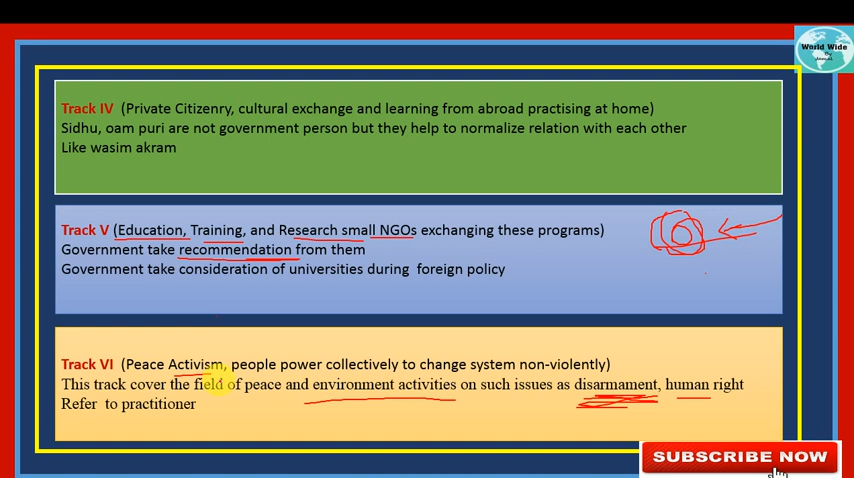 World Wide
By
Track IV (Private Citizenry, cultural exchange and learning from abroad practising at home)
Sidhu, oam puri are not government person but they help to normalize relation with each other
Like wasim akram
Track V (Education, Training, and Research small NGOs exchanging these programs)
Government take recommendation from them
Government take consideration of universities during foreign policy
Track VI (Peace Activism, people power collectively to change system non-violently)
This track cover the field of peace and environment activities on such issues as disarmament, human right
Refer to practitioner
SUBSCRIBE NOW